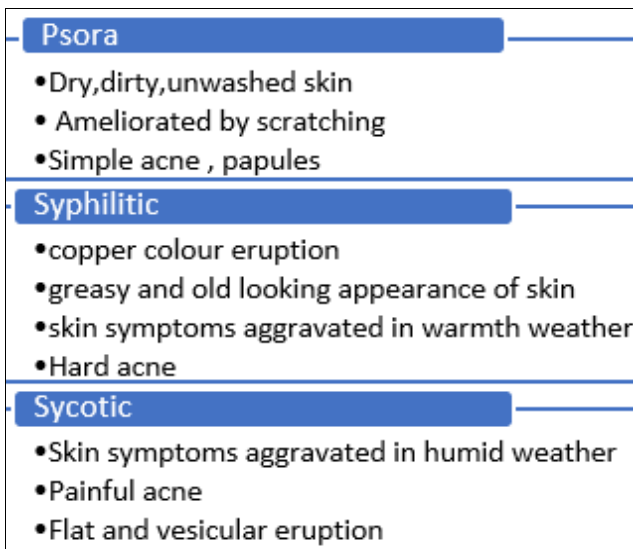 Psora
•Dry,dirty,unwashed skin
• Ameliorated by scratching
•Simple acne , papules
Syphilitic
•copper colour eruption
•greasy and old looking appearance of skin
•skin symptoms aggravated in warmth weather
•Hard acne
Sycotic
•Skin symptoms aggravated in humid weather
•Painful acne
•Flat and vesicular eruption